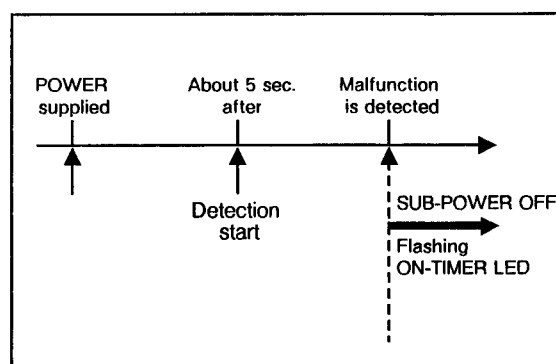 POWER
supplied
About 5 sec.
after
Malfunction
is detected
Detection
start
SUB-POWER OFF
Flashing
ON-TIMER LED